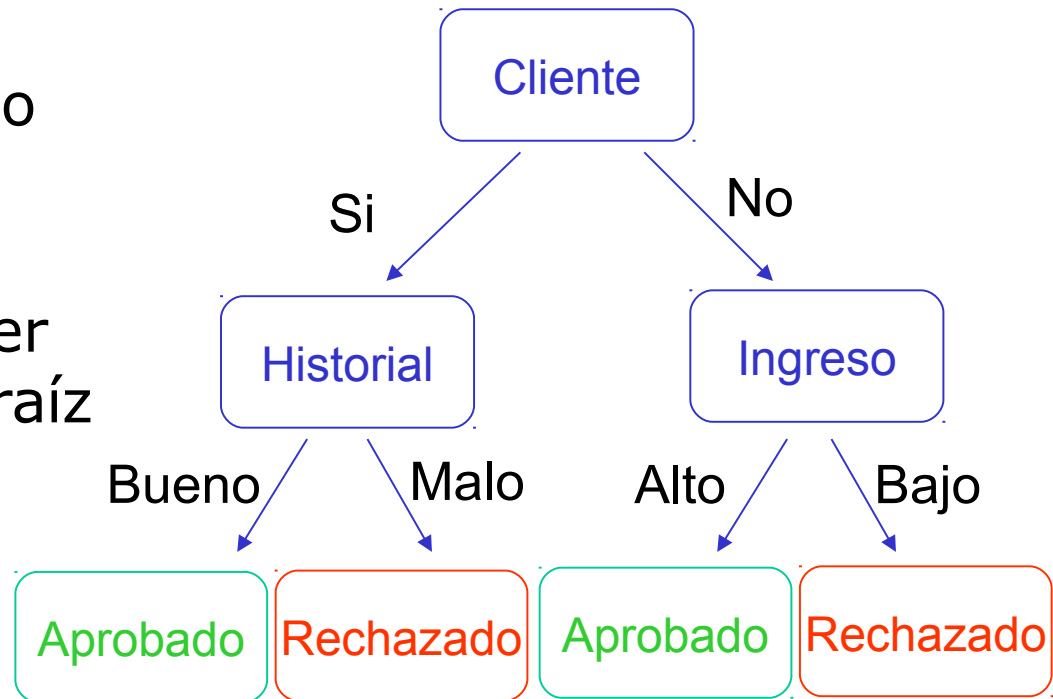 Cliente
o
Si
No
er
raíz
Historial
Ingreso
Bueno
Malo
Alto
Bajo
Aprobado
Rechazado
Aprobado
Rechazado